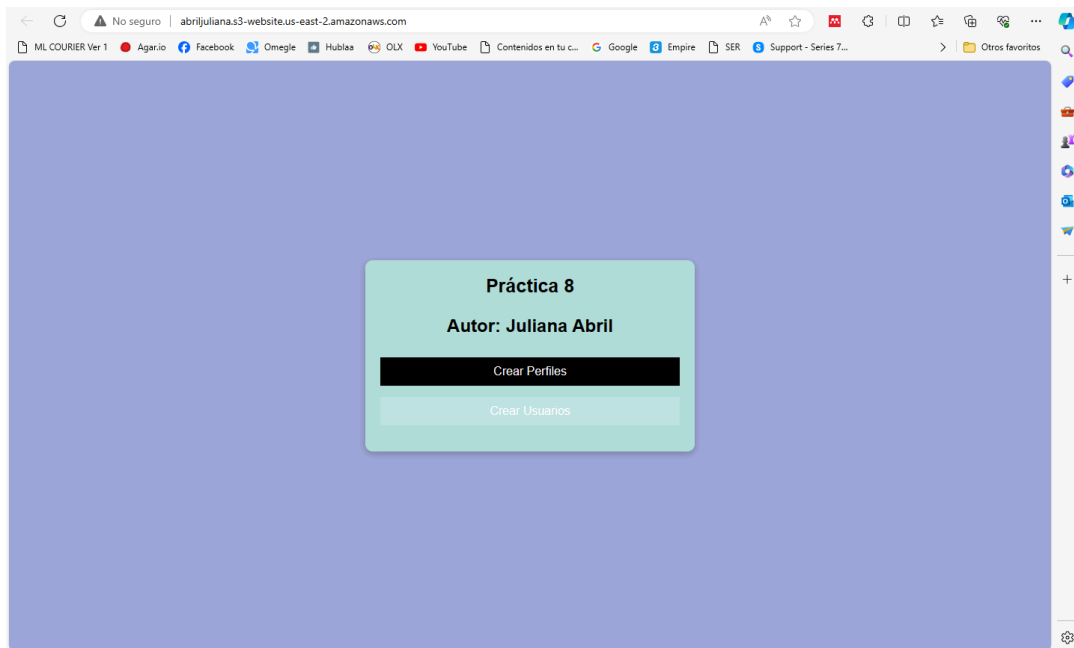 No seguro abriljuliana.s3-website.us-east-2.amazonaws.com
ML COURIER Ver 1 Agar.io Facebook Omegle Hublaa OLX YouTube Contenidos en tu c... Google Empire SER Support - Series 7... Otros favoritos
Práctica 8
Autor: Juliana Abril
Crear Perfiles
Crear Usuarios